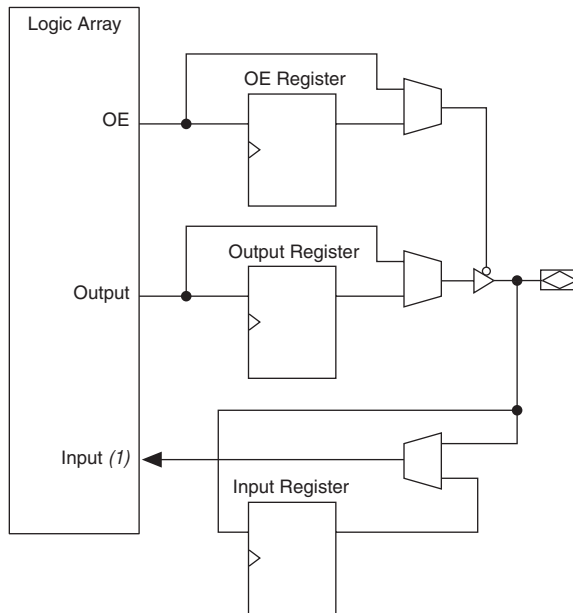 Logic Array
OE Register
OE
Output Register
Output
Input (1)
Input Register